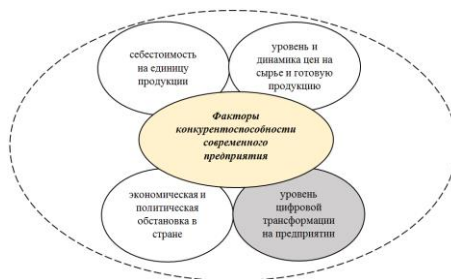 себестоимость
на единицу
продукции
уровень и
динамика цен на
сырье и готовую
продукцию
Факторы
конкурентоспособности
современного
предприятия
экономическая и
политическая
обстановка в
стране
уровень
цифровой
трансформации
на предприятии